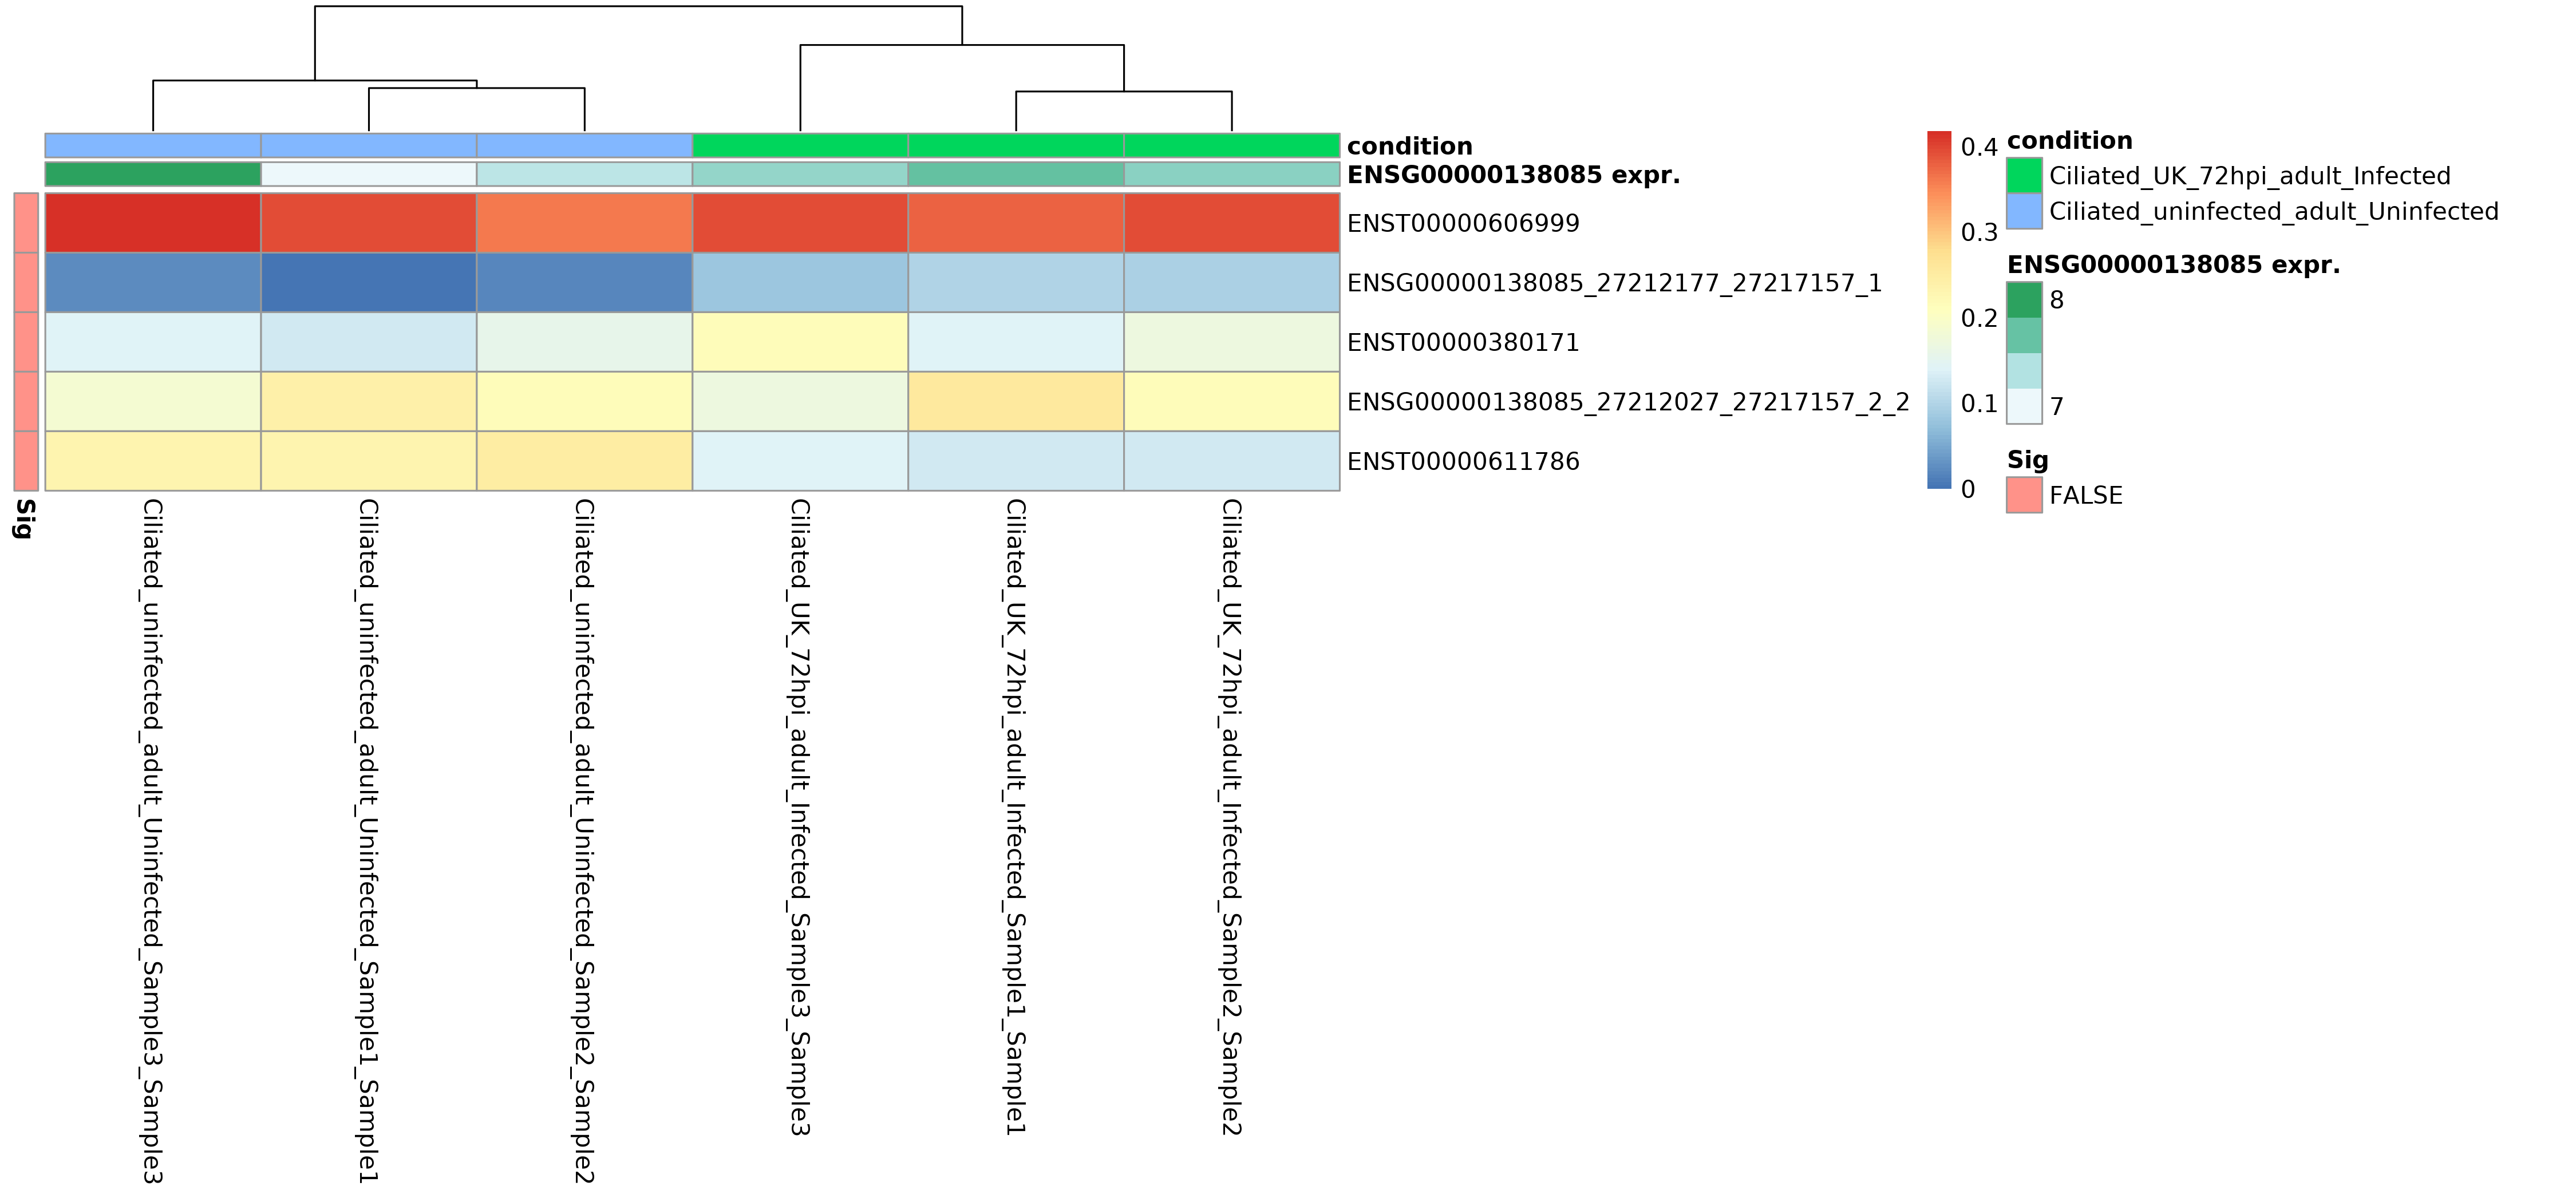 condition
ENSG00000138085 expr.
ENST00000606999
ENSG00000138085_27212177_27217157_1
ENST00000380171
ENSG00000138085_27212027_27217157_2_2
ENST00000611786
Sig
Ciliated_uninfected_adult_Uninfected_Sample3_Sample3
Ciliated_uninfected_adult_Uninfected_Sample1_Sample1
Ciliated_uninfected_adult_Uninfected_Sample2_Sample2
Ciliated_UK_72hpi_adult_Infected_Sample3_Sample3
Ciliated_UK_72hpi_adult_Infected_Sample1_Sample1
Ciliated_UK_72hpi_adult_Infected_Sample2_Sample2
0.4
0.3
0.2
0.1
0
condition
Ciliated_UK_72hpi_adult_Infected
Ciliated_uninfected_adult_Uninfected
ENSG00000138085 expr.
8
7
Sig
FALSE